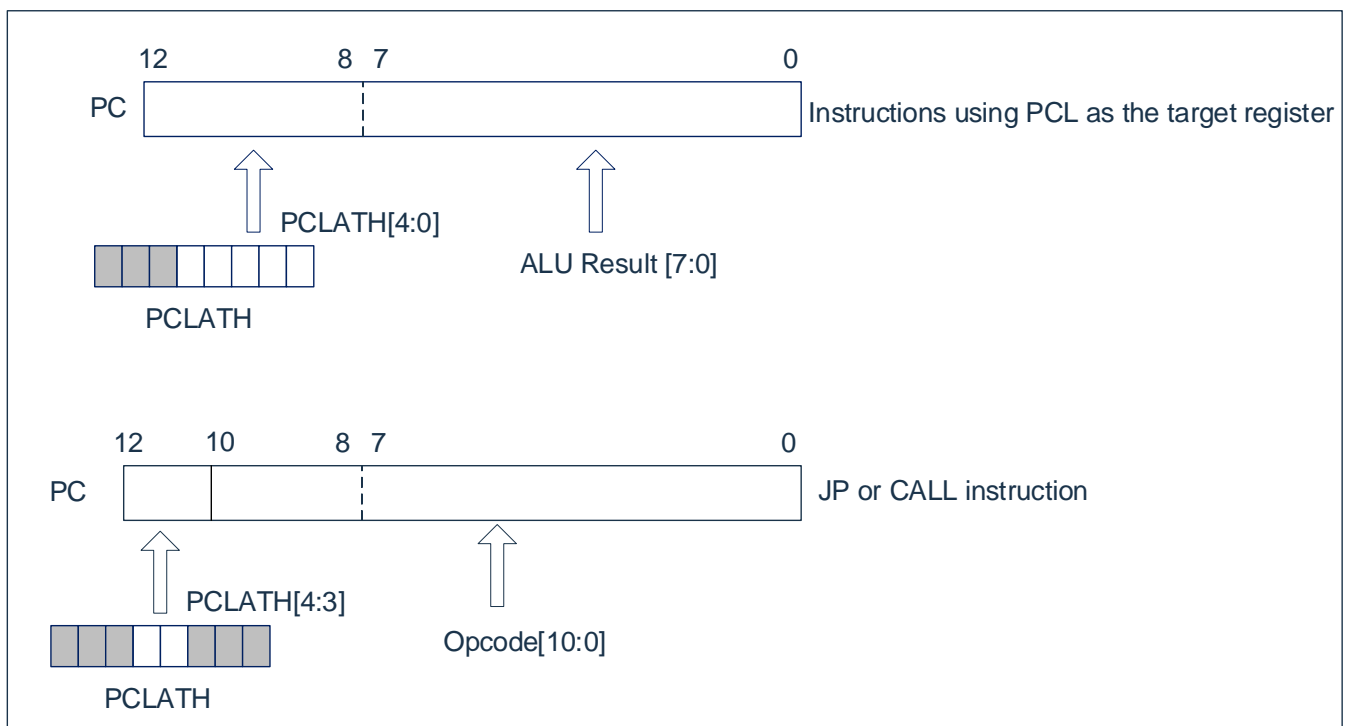 12 8 7 0
PC
Instructions using PCL as the target register
PCLATH[4:0]
ALU Result [7:0]
PCLATH
12 10 8 7 0
PC
JP or CALL instruction
PCLATH[4:3]
Opcode[10:0]
PCLATH